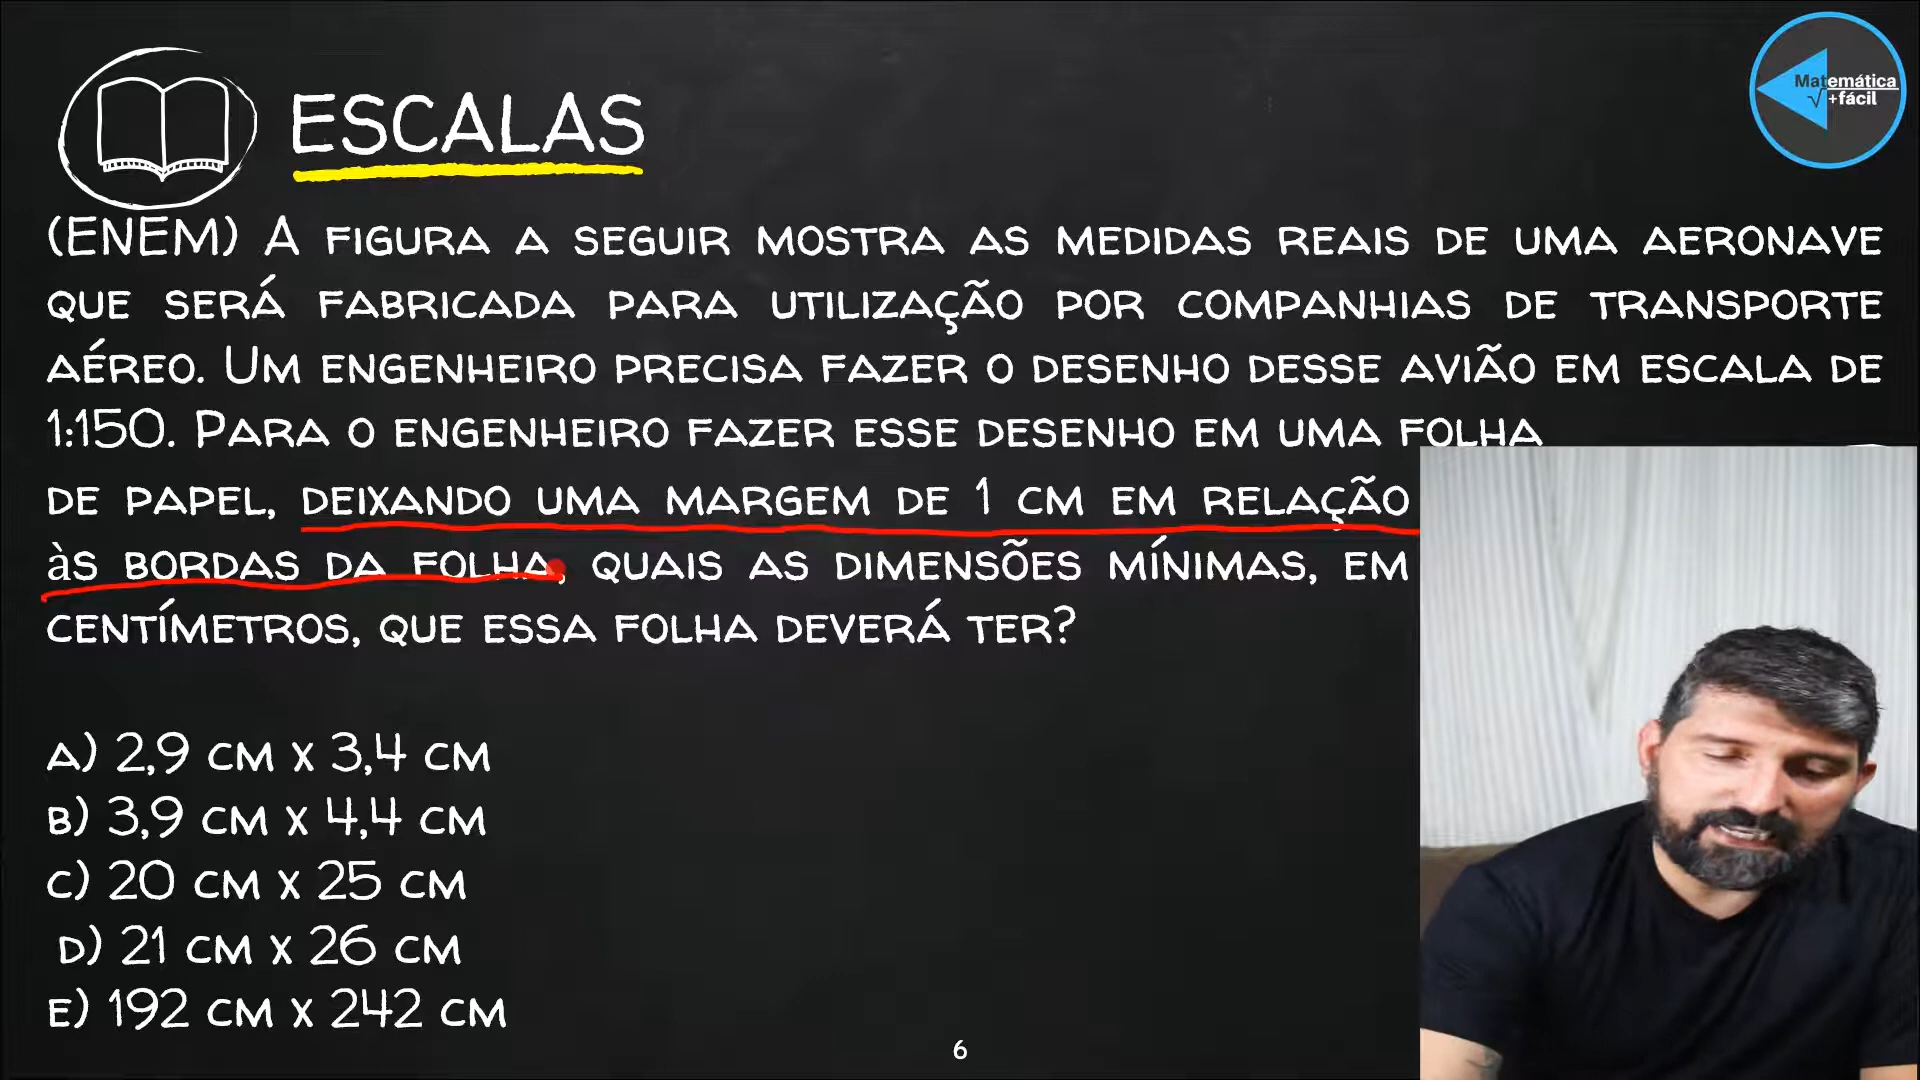 Matemática
√ +fácil
ESCALAS
(ENEM) A FIGURA A SEGUIR MOSTRA AS MEDIDAS REAIS DE UMA AERONAVE
QUE SERÁ FABRICADA PARA UTILIZAÇÃO POR COMPANHIAS DE TRANSPORTE
AÉREO. UM ENGENHEIRO PRECISA FAZER O DESENHO DESSE AVIÃO EM ESCALA DE
1:150. PARA O ENGENHEIRO FAZER ESSE DESENHO EM UMA FOLHA
DE PAPEL, DEIXANDO UMA MARGEM DE 1 CM EM RELAÇÃO
àS BORDAS DA FOLHA, QUAIS AS DIMENSÕES MÍNIMAS, EM
CENTÍMETROS, QUE ESSA FOLHA DEVERÁ TER?
A) 2,9 CM X 3,4 CM
B) 3,9 CM X 4,4 CM
C) 20 CM X 25 CM
D) 21 CM X 26 CM
E) 192 CM X 242 CM
6